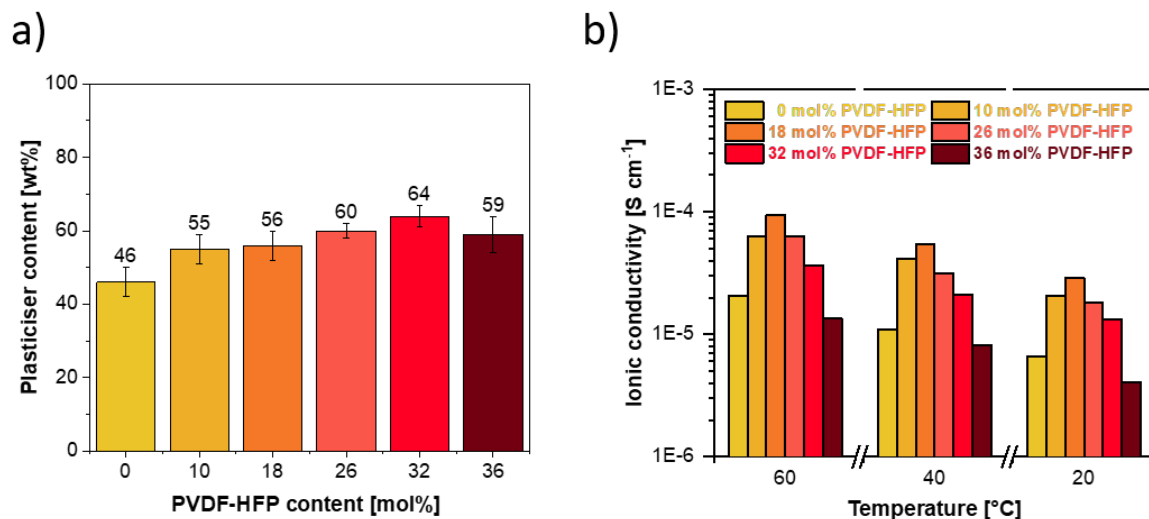 a)
Plasticiser content [wt%]
100
80
60
40
20
0
46
55
56
60
64
59
0 10 18 26 32 36
PVDF-HFP content [mol%]
b)
Ionic conductivity [S cm⁻¹]
1E-3
1E-4
1E-5
1E-6
0 mol% PVDF-HFP 10 mol% PVDF-HFP
18 mol% PVDF-HFP 26 mol% PVDF-HFP
32 mol% PVDF-HFP 36 mol% PVDF-HFP
60 40 20
Temperature [°C]